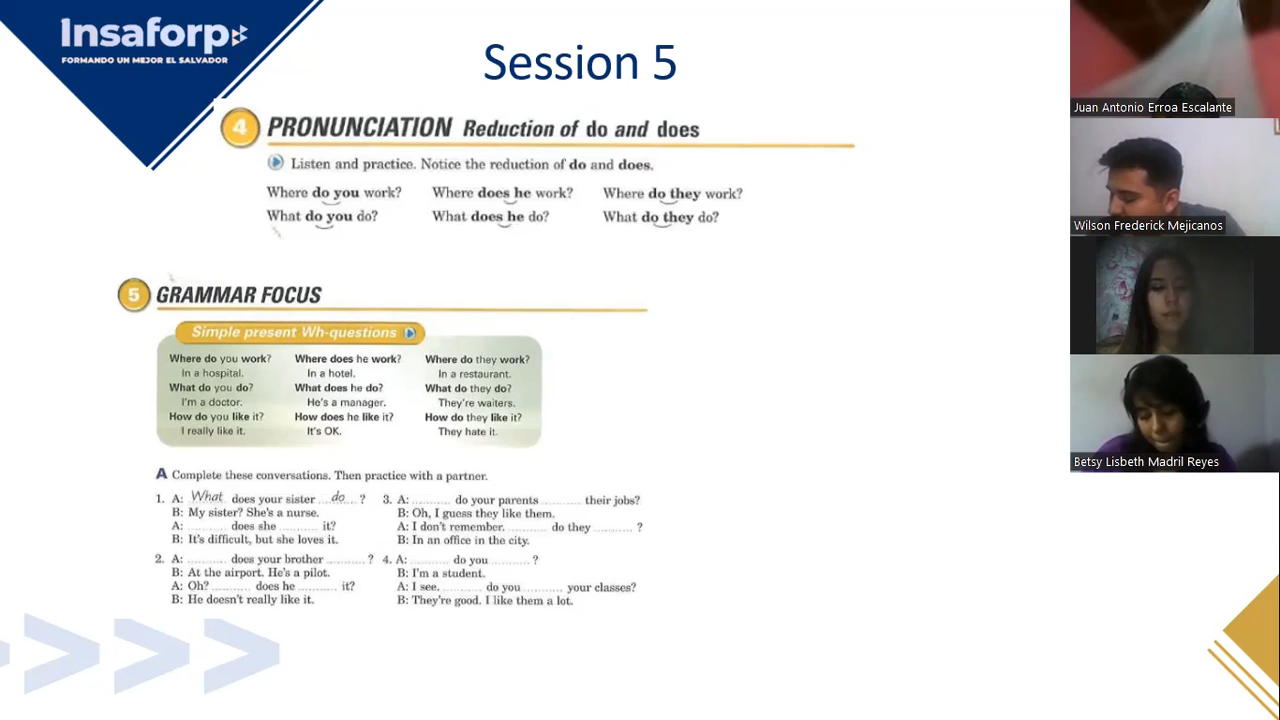 Insaforp
FORMANDO UN MEJOR EL SALVADOR
Session 5
4 PRONUNCIATION Reduction of do and does
Listen and practice. Notice the reduction of do and does.
Where do you work? Where does he work? Where do they work?
What do you do? What does he do? What do they do?
5 GRAMMAR FOCUS
Simple present Wh-questions
Where do you work? Where does he work? Where do they work?
In a hospital. In a hotel. In a restaurant.
What do you do? What does he do? What do they do?
I'm a doctor. He's a manager. They're waiters.
How do you like it? How does he like it? How do they like it?
I really like it. It's OK. They hate it.
A Complete these conversations. Then practice with a partner.
1. A: What does your sister do ?
B: My sister? She's a nurse.
A: ............ does she ............ it?
B: It's difficult, but she loves it.
2. A: ............ does your brother ............ ?
B: At the airport. He's a pilot.
A: Oh? ............ does he ............ it?
B: He doesn't really like it.
3. A: ............ do your parents ............ their jobs?
B: Oh, I guess they like them.
A: I don't remember. ............ do they ............ ?
B: In an office in the city.
4. A: ............ do you ............ ?
B: I'm a student.
A: I see. ............ do you ............ your classes?
B: They're good. I like them a lot.
Juan Antonio Erroa Escalante
Wilson Frederick Mejicanos
Betsy Lisbeth Madril Reyes